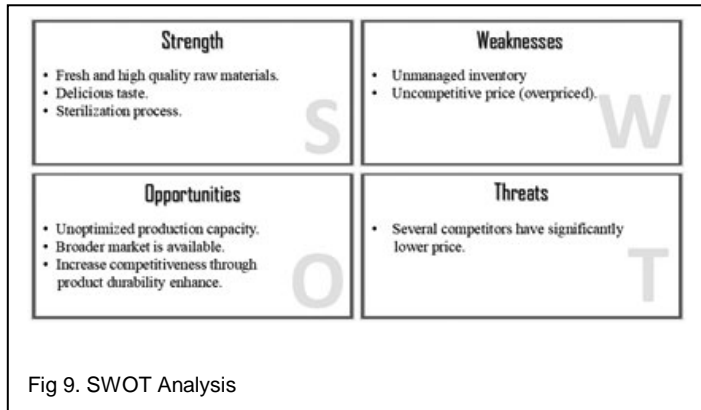 Strength
• Fresh and high quality raw materials.
• Delicious taste.
• Sterilization process.
S
Weaknesses
• Unmanaged inventory
• Uncompetitive price (overpriced).
W
Opportunities
• Unoptimized production capacity.
• Broader market is available.
• Increase competitiveness through
product durability enhance.
O
Threats
• Several competitors have significantly
lower price.
T
Fig 9. SWOT Analysis